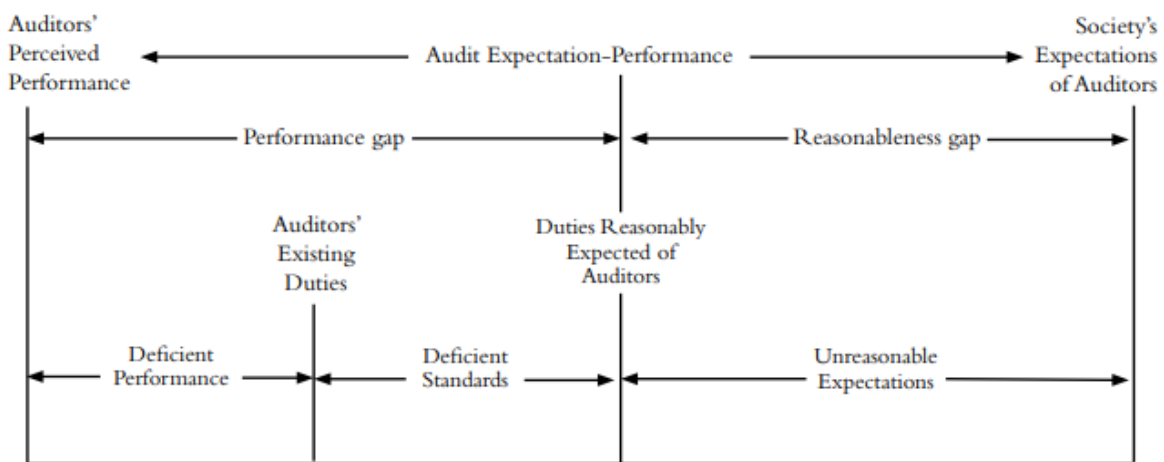 Auditors'
Perceived
Performance
Audit Expectation-Performance
Society's
Expectations
of Auditors
Performance gap
Reasonableness gap
Auditors'
Existing
Duties
Duties Reasonably
Expected of
Auditors
Deficient
Performance
Deficient
Standards
Unreasonable
Expectations